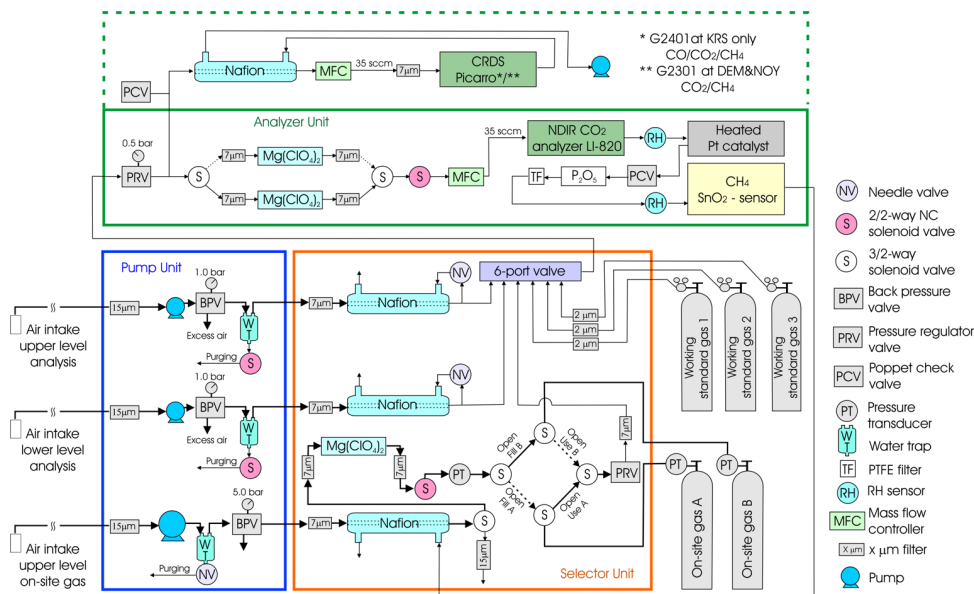 * G2401at KRS only
CO/CO₂/CH₄
** G2301 at DEM&NOY
CO₂/CH₄
Nafion
MFC
35 sccm
7μm
CRDS
Picarro*/**
PCV
Analyzer Unit
0.5 bar
PRV
S
7μm
Mg(ClO₄)₂
7μm
7μm
Mg(ClO₄)₂
7μm
S
S
MFC
35 sccm
NDIR CO₂
analyzer LI-820
RH
Heated
Pt catalyst
TF
P₂O₅
PCV
RH
CH₄
SnO₂ - sensor
Pump Unit
Air intake
upper level
analysis
15μm
1.0 bar
BPV
Excess air
WT
Purging
S
Air intake
lower level
analysis
15μm
1.0 bar
BPV
Excess air
WT
Purging
S
Air intake
upper level
on-site gas
15μm
WT
5.0 bar
BPV
Purging
NV
Selector Unit
7μm
Nafion
NV
6-port valve
2 μm
2 μm
2 μm
7μm
Nafion
NV
Mg(ClO₄)₂
7μm
7μm
S
PT
S
Open
Fill B
S
Open
Use B
Open
Fill A
S
Open
Use A
S
PRV
7μm
7μm
Nafion
S
15μm
Working
standard gas 1
Working
standard gas 2
Working
standard gas 3
PT
PT
On-site gas A
On-site gas B
NV
Needle valve
S
2/2-way NC
solenoid valve
S
3/2-way
solenoid valve
BPV
Back pressure
valve
PRV
Pressure regulator
valve
PCV
Poppet check
valve
PT
Pressure
transducer
WT
Water trap
TF
PTFE filter
RH
RH sensor
MFC
Mass flow
controller
X μm
x μm filter
Pump